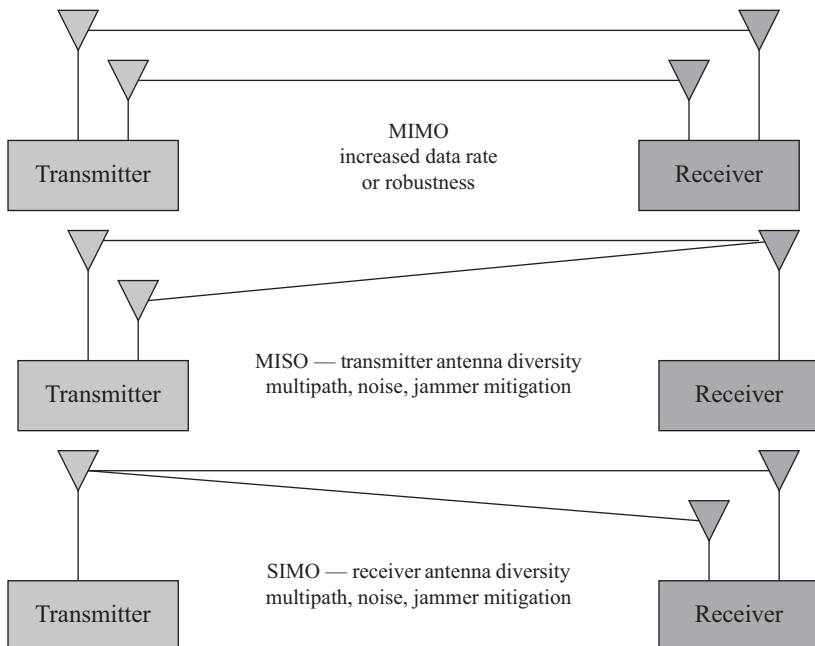 MIMO
increased data rate
or robustness
Transmitter
Receiver
MISO — transmitter antenna diversity
multipath, noise, jammer mitigation
Transmitter
Receiver
SIMO — receiver antenna diversity
multipath, noise, jammer mitigation
Transmitter
Receiver